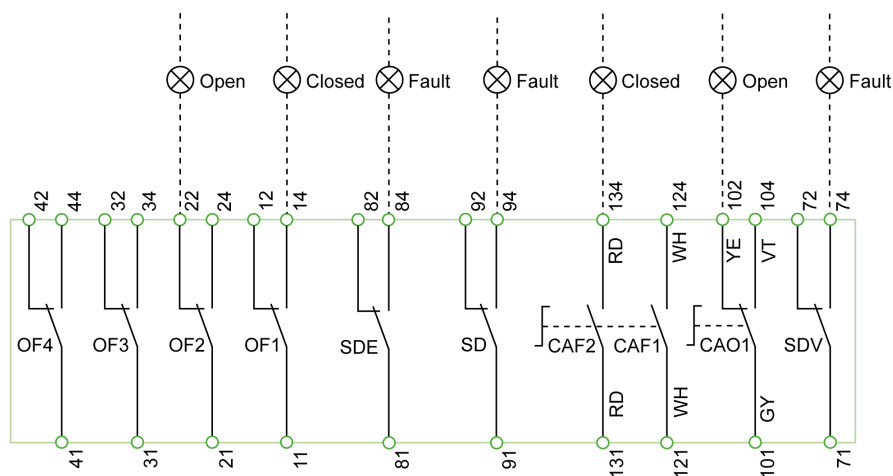 Open Closed Fault Fault Closed Open Fault
42 44 32 34 22 24 12 14 82 84 92 94 134 124 102 104 72 74
RD WH YE VT
OF4 OF3 OF2 OF1 SDE SD CAF2 CAF1 CAO1 SDV
RD WH GY
41 31 21 11 81 91 131 121 101 71